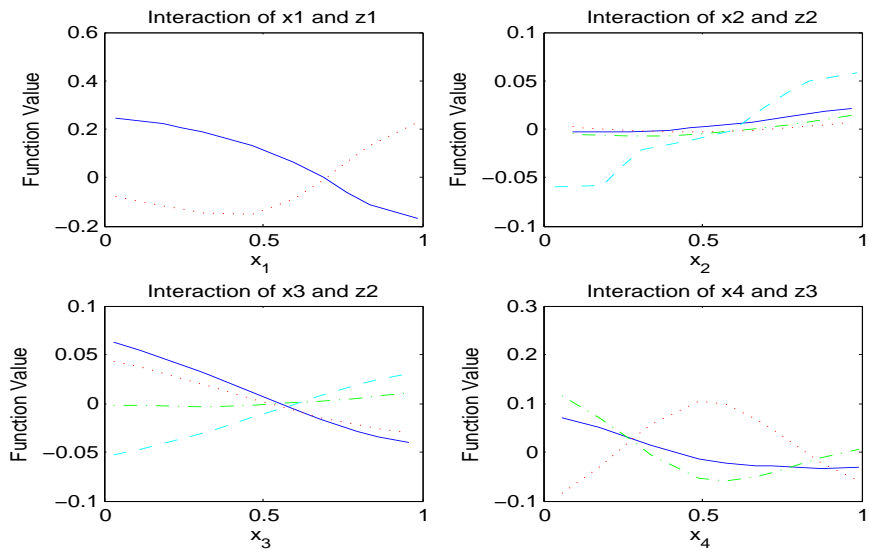 Interaction of x1 and z1
0.6
0.4
0.2
0
−0.2
Function Value
0
0.5
1
x1
Interaction of x2 and z2
0.1
0.05
0
−0.05
−0.1
Function Value
0
0.5
1
x2
Interaction of x3 and z2
0.1
0.05
0
−0.05
−0.1
Function Value
0
0.5
1
x3
Interaction of x4 and z3
0.3
0.2
0.1
0
−0.1
Function Value
0
0.5
1
x4